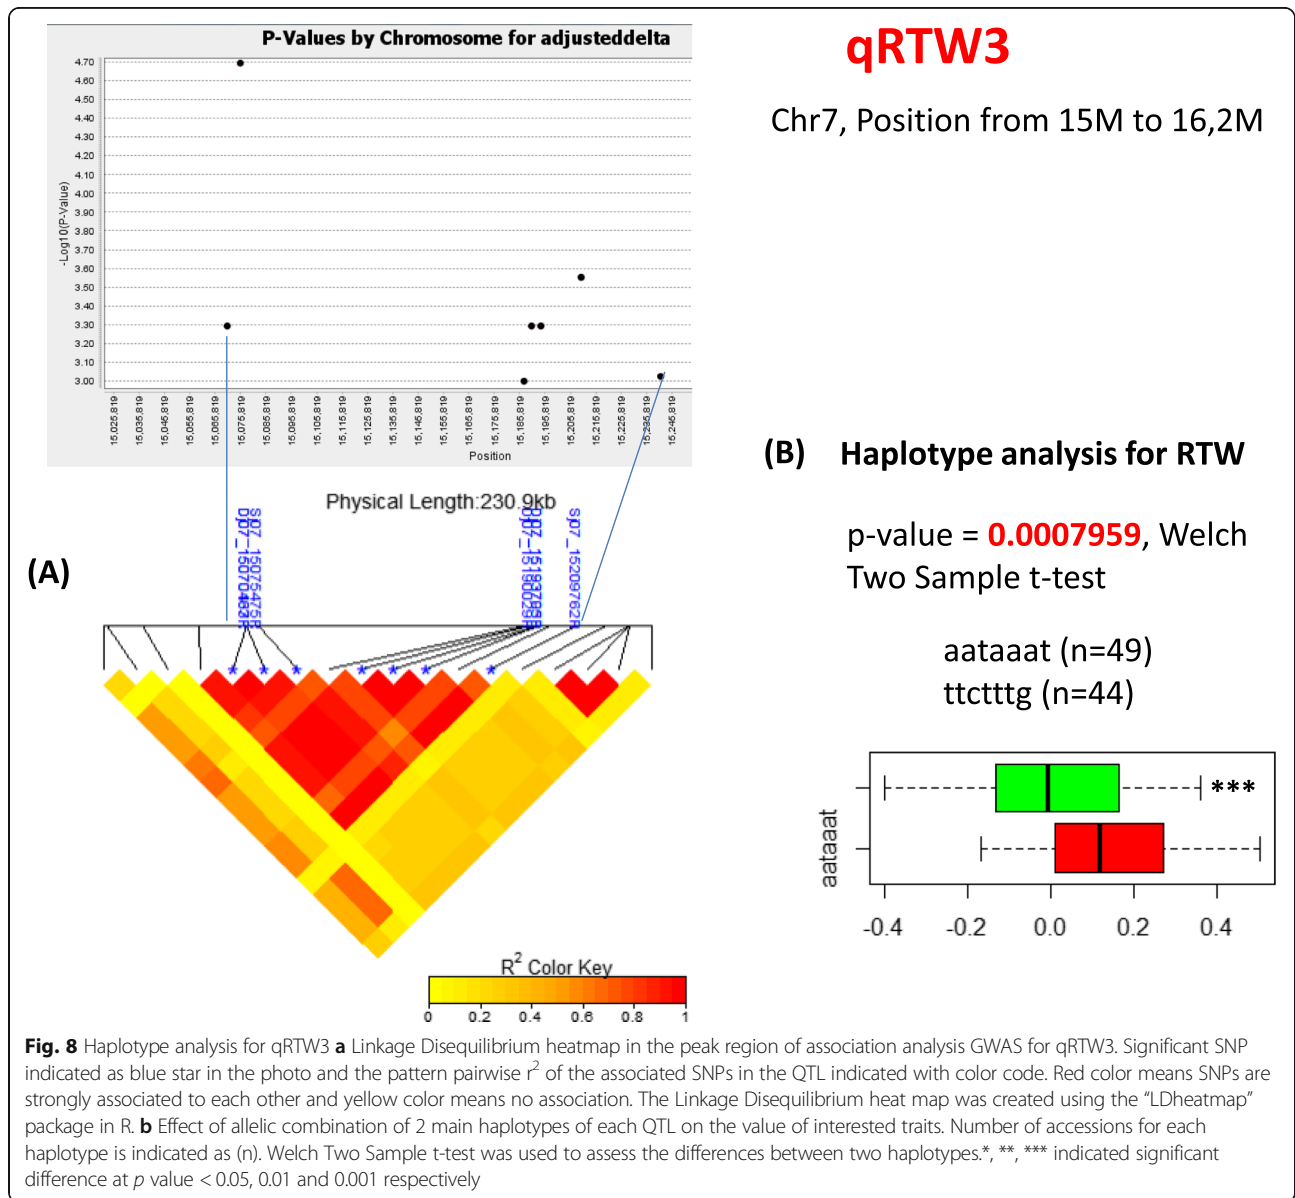 P-Values by Chromosome for adjusteddelta
qRTW3
Chr7, Position from 15M to 16,2M
-Log10(P-Value)
4.70
4.60
4.50
4.40
4.30
4.20
4.10
4.00
3.90
3.80
3.70
3.60
3.50
3.40
3.30
3.20
3.10
3.00
15,025,819
15,035,819
15,045,819
15,055,819
15,065,819
15,075,819
15,085,819
15,095,819
15,105,819
15,115,819
15,125,819
15,135,819
15,145,819
15,155,819
15,165,819
15,175,819
15,185,819
15,195,819
15,205,819
15,215,819
15,225,819
15,235,819
15,245,819
Position
(B) Haplotype analysis for RTW
Physical Length:230.9kb
p-value = 0.0007959, Welch
Two Sample t-test
(A)
aataaat (n=49)
ttctttg (n=44)
***
aataaat
-0.4 -0.2 0.0 0.2 0.4
R² Color Key
0 0.2 0.4 0.6 0.8 1
Fig. 8 Haplotype analysis for qRTW3 a Linkage Disequilibrium heatmap in the peak region of association analysis GWAS for qRTW3. Significant SNP
indicated as blue star in the photo and the pattern pairwise r² of the associated SNPs in the QTL indicated with color code. Red color means SNPs are
strongly associated to each other and yellow color means no association. The Linkage Disequilibrium heat map was created using the “LDheatmap”
package in R. b Effect of allelic combination of 2 main haplotypes of each QTL on the value of interested traits. Number of accessions for each
haplotype is indicated as (n). Welch Two Sample t-test was used to assess the differences between two haplotypes.*, **, *** indicated significant
difference at p value < 0.05, 0.01 and 0.001 respectively